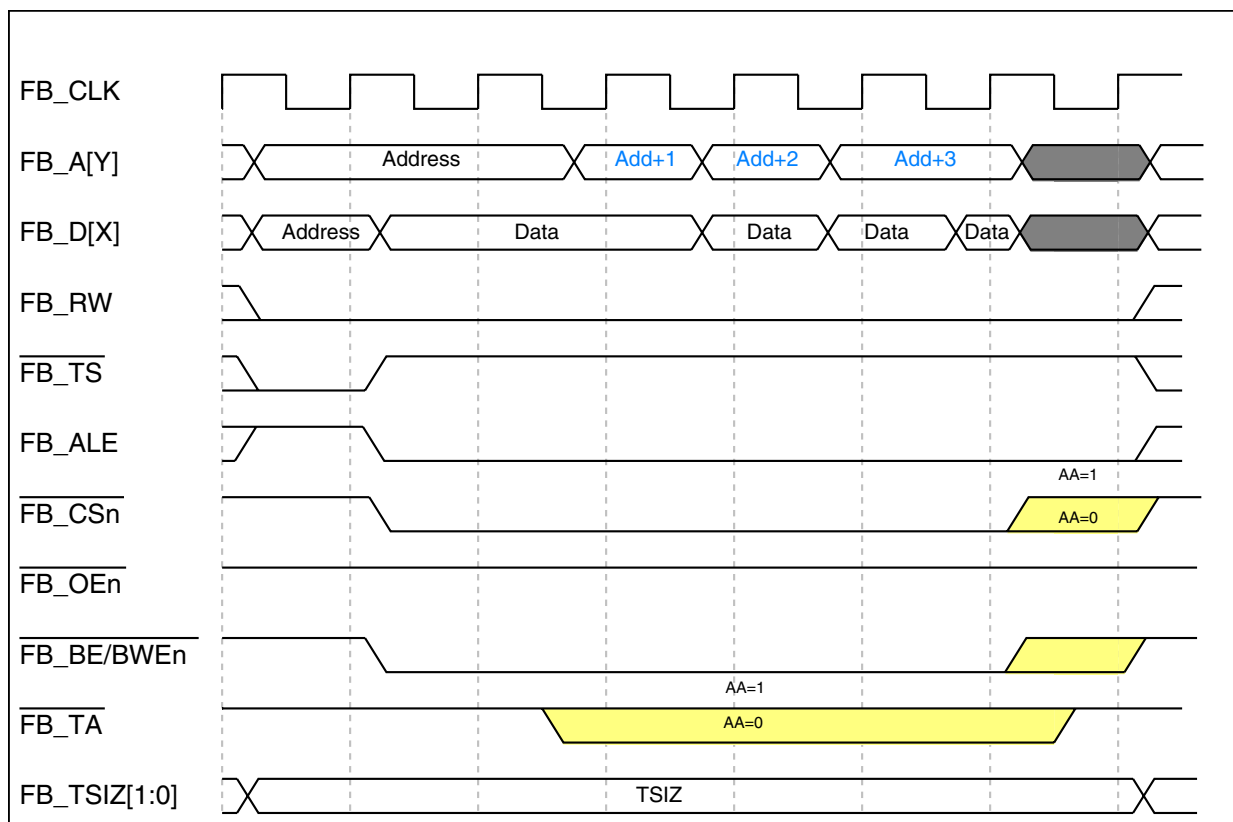 FB_CLK
FB_A[Y] Address Add+1 Add+2 Add+3
FB_D[X] Address Data Data Data Data
FB_RW
FB_TS
FB_ALE
AA=1
FB_CSn AA=0
FB_OEn
FB_BE/BWEn
AA=1
FB_TA AA=0
FB_TSIZ[1:0] TSIZ